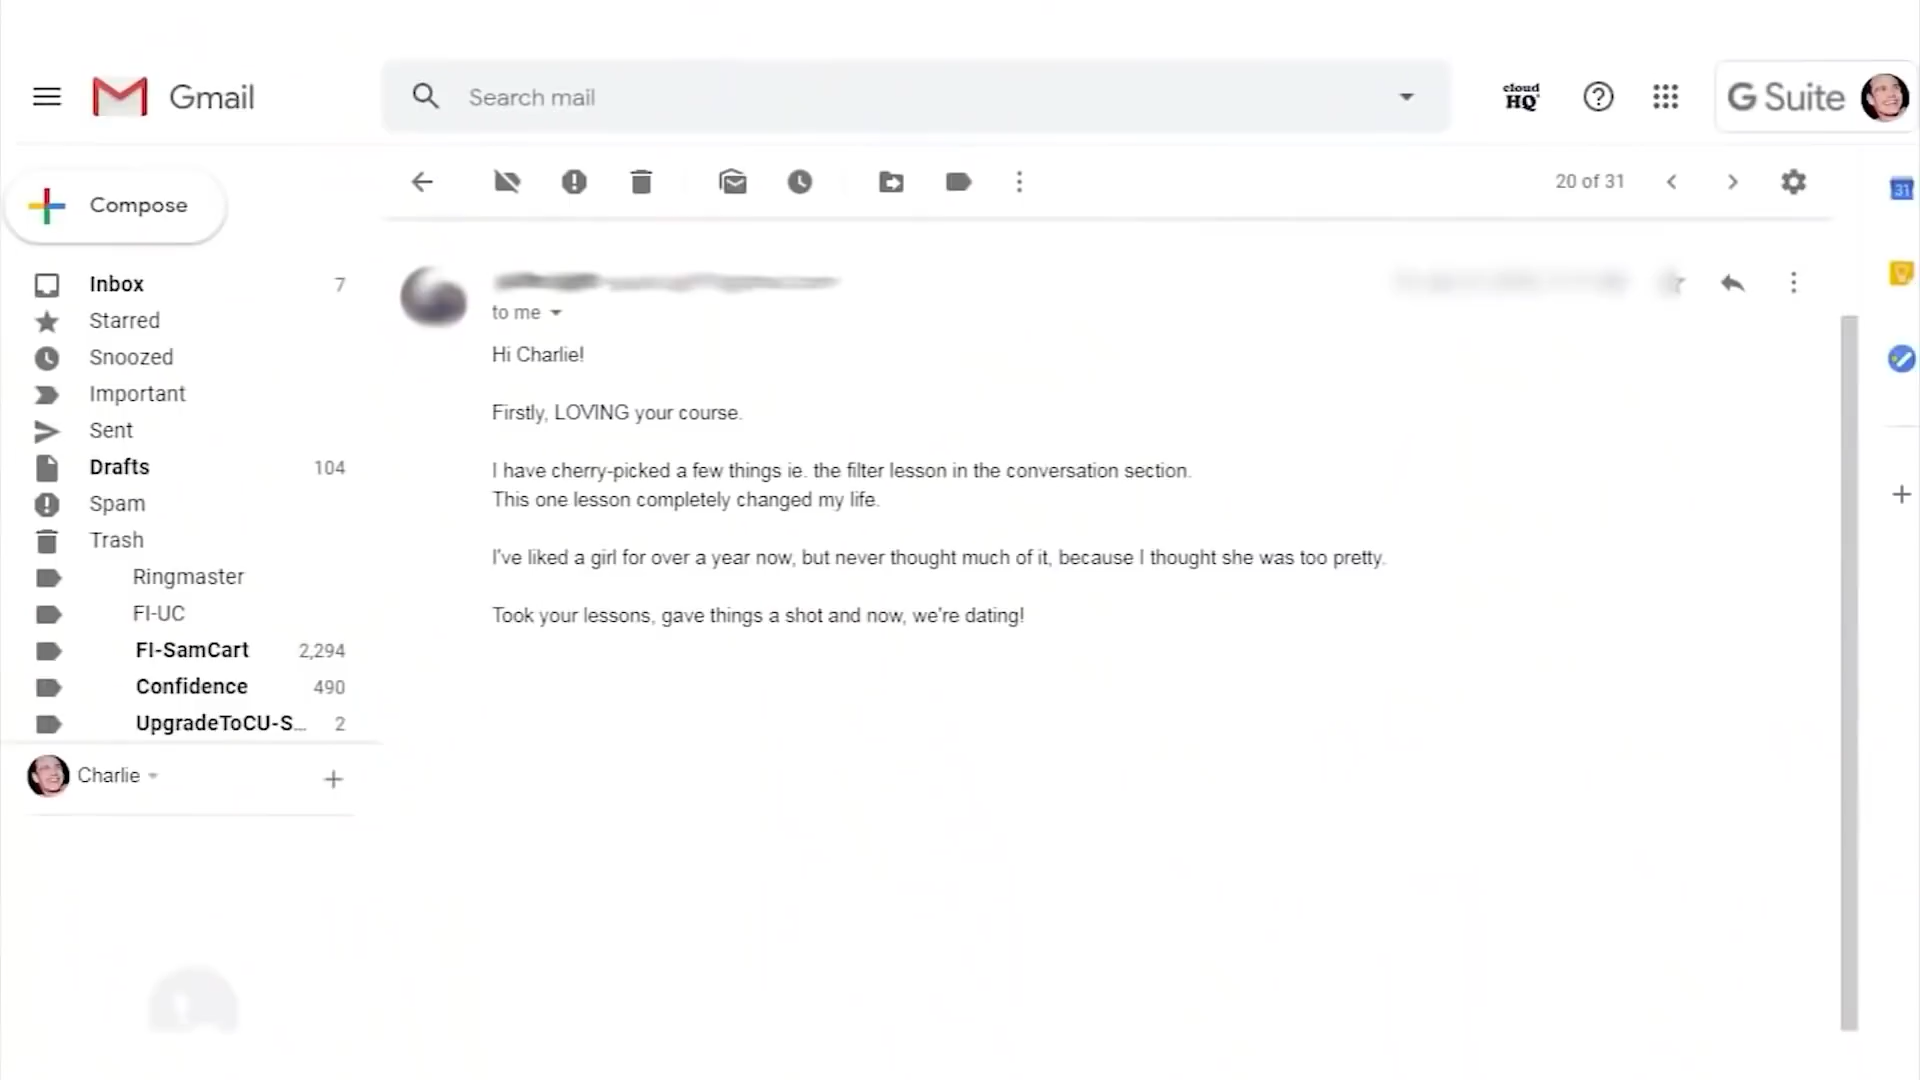 Gmail
Search mail
cloud
HQ
G Suite
Compose
20 of 31
31
Inbox 7
Starred
Snoozed
Important
Sent
Drafts 104
Spam
Trash
Ringmaster
FI-UC
FI-SamCart 2,294
Confidence 490
UpgradeToCU-S... 2
Charlie
to me
Hi Charlie!
Firstly, LOVING your course.
I have cherry-picked a few things ie. the filter lesson in the conversation section.
This one lesson completely changed my life.
I've liked a girl for over a year now, but never thought much of it, because I thought she was too pretty.
Took your lessons, gave things a shot and now, we're dating!